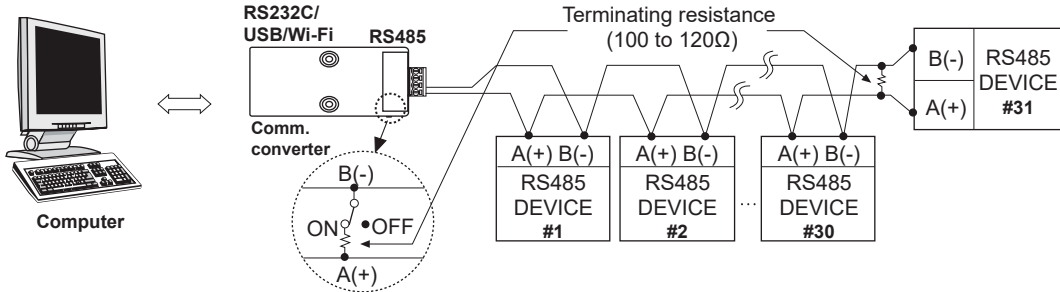 RS232C/
USB/Wi-Fi
RS485
Terminating resistance
(100 to 120Ω)
B(-)
A(+)
RS485
DEVICE
#31
Comm.
converter
Computer
B(-)
ON
OFF
A(+)
A(+) B(-)
RS485
DEVICE
#1
A(+) B(-)
RS485
DEVICE
#2
...
A(+) B(-)
RS485
DEVICE
#30